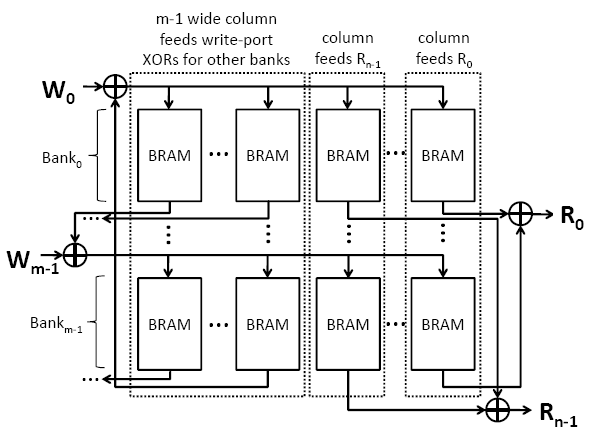 m-1 wide column
feeds write-port
XORs for other banks
column
feeds Rn-1
column
feeds R0
W0
Bank0
BRAM ••• BRAM BRAM ••• BRAM
R0
Wm-1
Bankm-1
BRAM ••• BRAM BRAM ••• BRAM
Rn-1